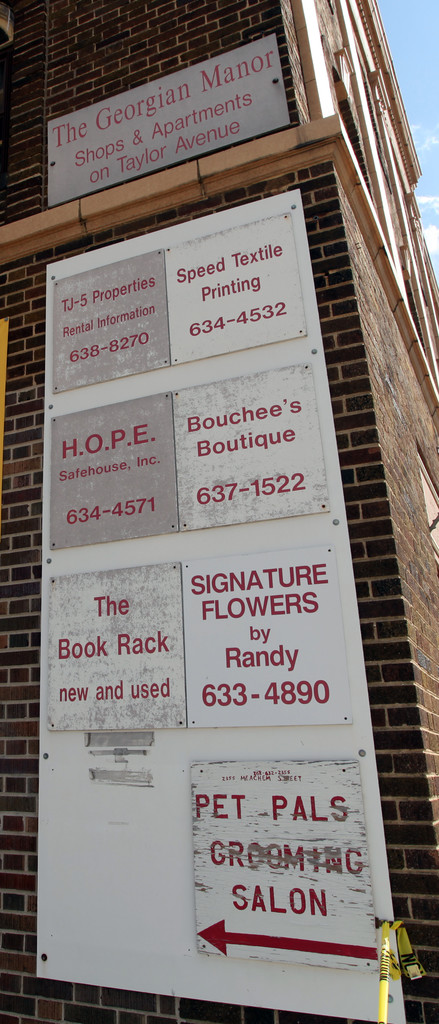 The Georgian Manor
Shops & Apartments
on Taylor Avenue
TJ-5 Properties
Rental Information
638-8270
Speed Textile
Printing
634-4532
H.O.P.E.
Safehouse, Inc.
634-4571
Bouchee's
Boutique
637-1522
The
Book Rack
new and used
SIGNATURE
FLOWERS
by
Randy
633-4890
MEACHEM STREET
PET PALS
GROOMING
SALON